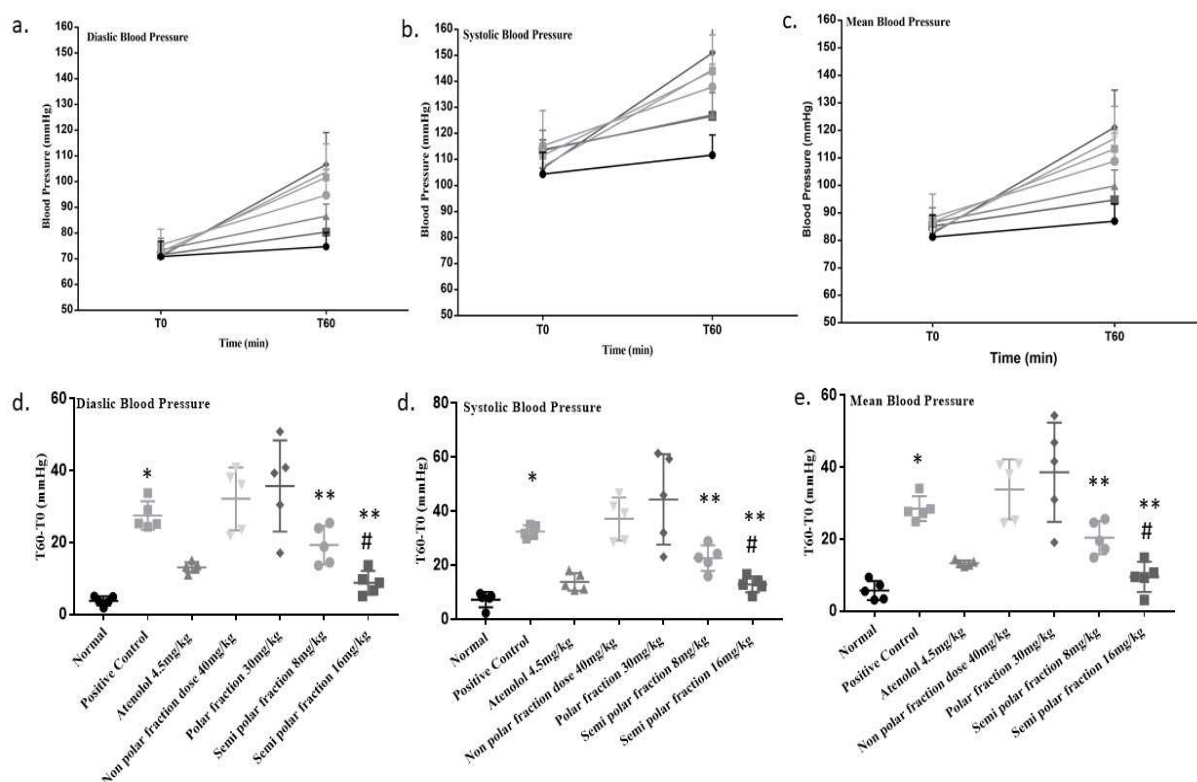 a.
Diaslic Blood Pressure
Blood Pressure (mmHg)
160
150
140
130
120
110
100
90
80
70
60
50
T0
T60
Time (min)
b.
Systolic Blood Pressure
Blood Pressure (mmHg)
160
150
140
130
120
110
100
90
80
70
60
50
T0
T60
Time (min)
c.
Mean Blood Pressure
Blood Pressure (mmHg)
160
150
140
130
120
110
100
90
80
70
60
50
T0
T60
Time (min)
d.
Diaslic Blood Pressure
T60-T0 (mmHg)
60
40
20
0
*
**
**
#
Normal
Positive Control
Atenolol 4.5mg/kg
Non polar fraction dose 40mg/kg
Polar fraction 30mg/kg
Semi polar fraction 8mg/kg
Semi polar fraction 16mg/kg
d.
Systolic Blood Pressure
T60-T0 (mmHg)
80
60
40
20
0
*
**
**
#
Normal
Positive Control
Atenolol 4.5mg/kg
Non polar fraction dose 40mg/kg
Polar fraction 30mg/kg
Semi polar fraction 8mg/kg
Semi polar fraction 16mg/kg
e.
Mean Blood Pressure
T60-T0 (mmHg)
60
40
20
0
*
**
**
#
Normal
Positive Control
Atenolol 4.5mg/kg
Non polar fraction dose 40mg/kg
Polar fraction 30mg/kg
Semi polar fraction 8mg/kg
Semi polar fraction 16mg/kg